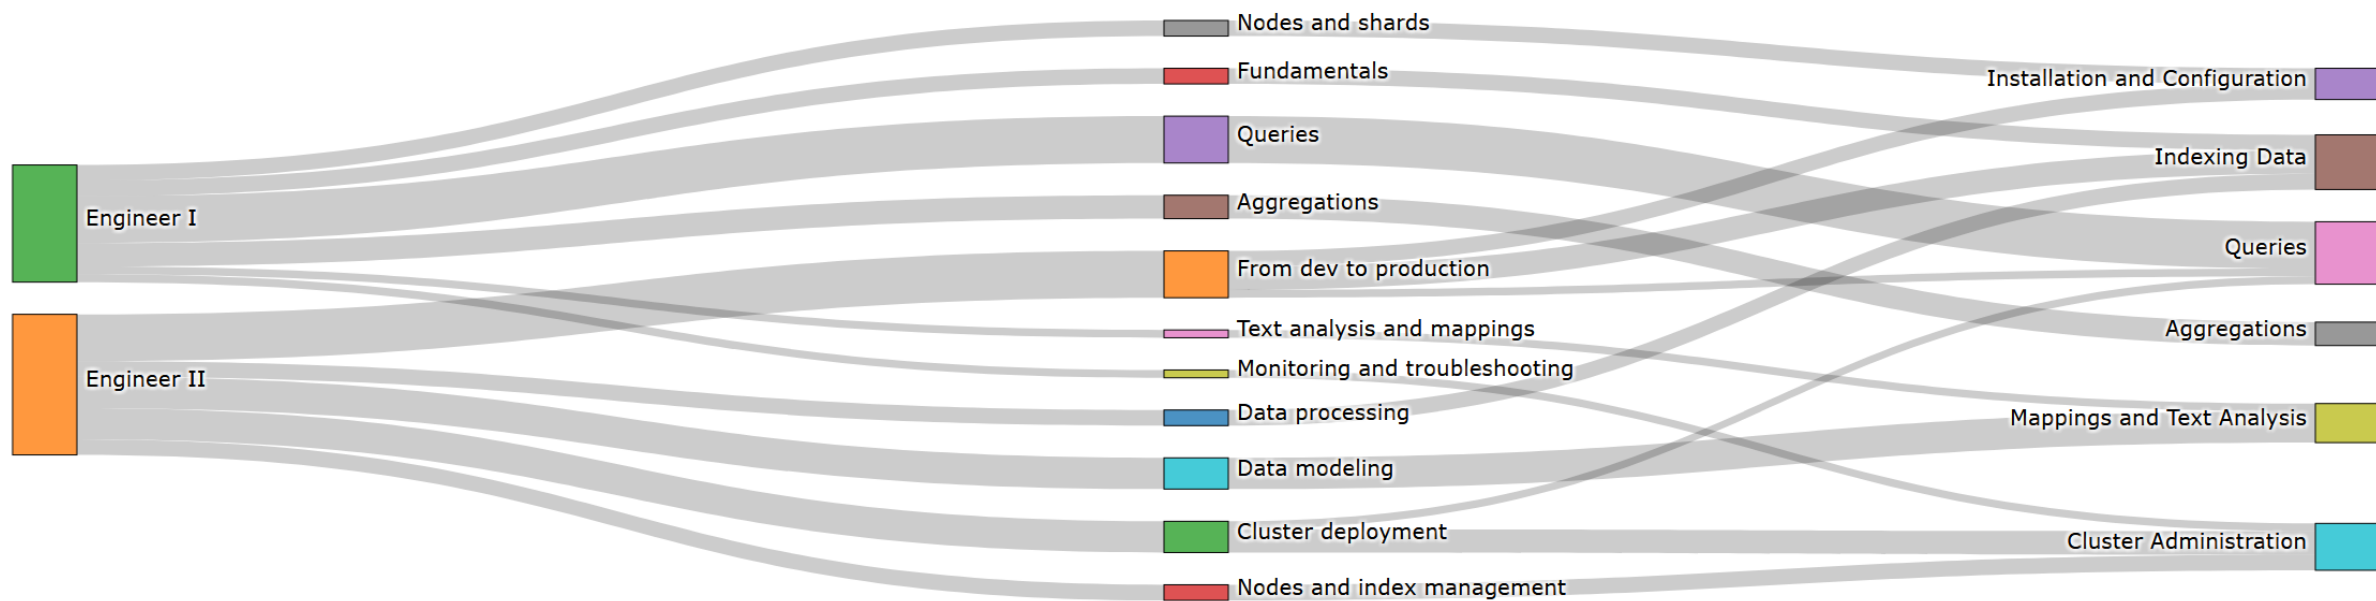 Engineer I
Engineer II
Nodes and shards
Fundamentals
Queries
Aggregations
From dev to production
Text analysis and mappings
Monitoring and troubleshooting
Data processing
Data modeling
Cluster deployment
Nodes and index management
Installation and Configuration
Indexing Data
Queries
Aggregations
Mappings and Text Analysis
Cluster Administration